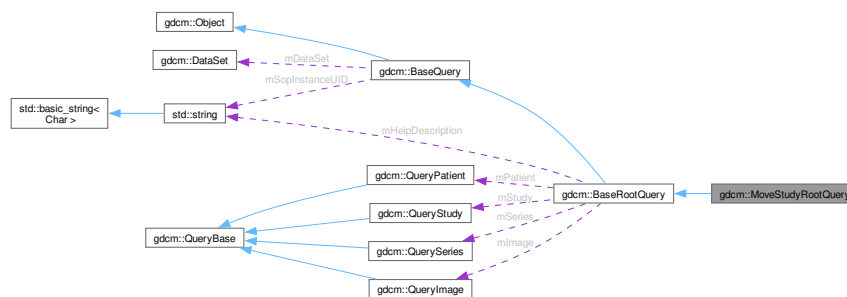 gdcm::Object
gdcm::DataSet
mDataSet
gdcm::BaseQuery
mSopInstanceUID
std::basic_string<
Char >
std::string
mHelpDescription
gdcm::QueryPatient
mPatient
gdcm::BaseRootQuery
gdcm::MoveStudyRootQuery
mStudy
gdcm::QueryStudy
mSeries
gdcm::QueryBase
gdcm::QuerySeries
mImage
gdcm::QueryImage